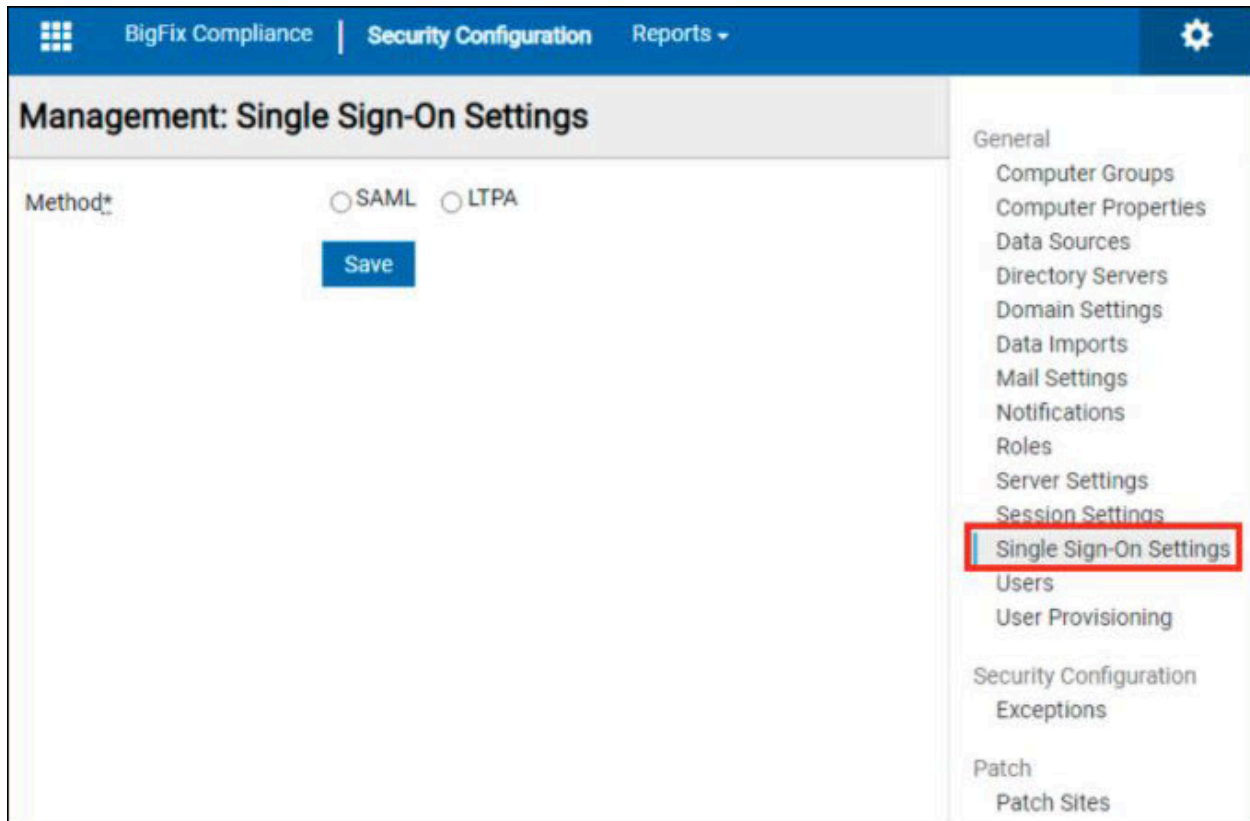 BigFix Compliance | Security Configuration Reports
Management: Single Sign-On Settings
Method*
SAML LTPA
Save
General
Computer Groups
Computer Properties
Data Sources
Directory Servers
Domain Settings
Data Imports
Mail Settings
Notifications
Roles
Server Settings
Session Settings
Single Sign-On Settings
Users
User Provisioning
Security Configuration
Exceptions
Patch
Patch Sites